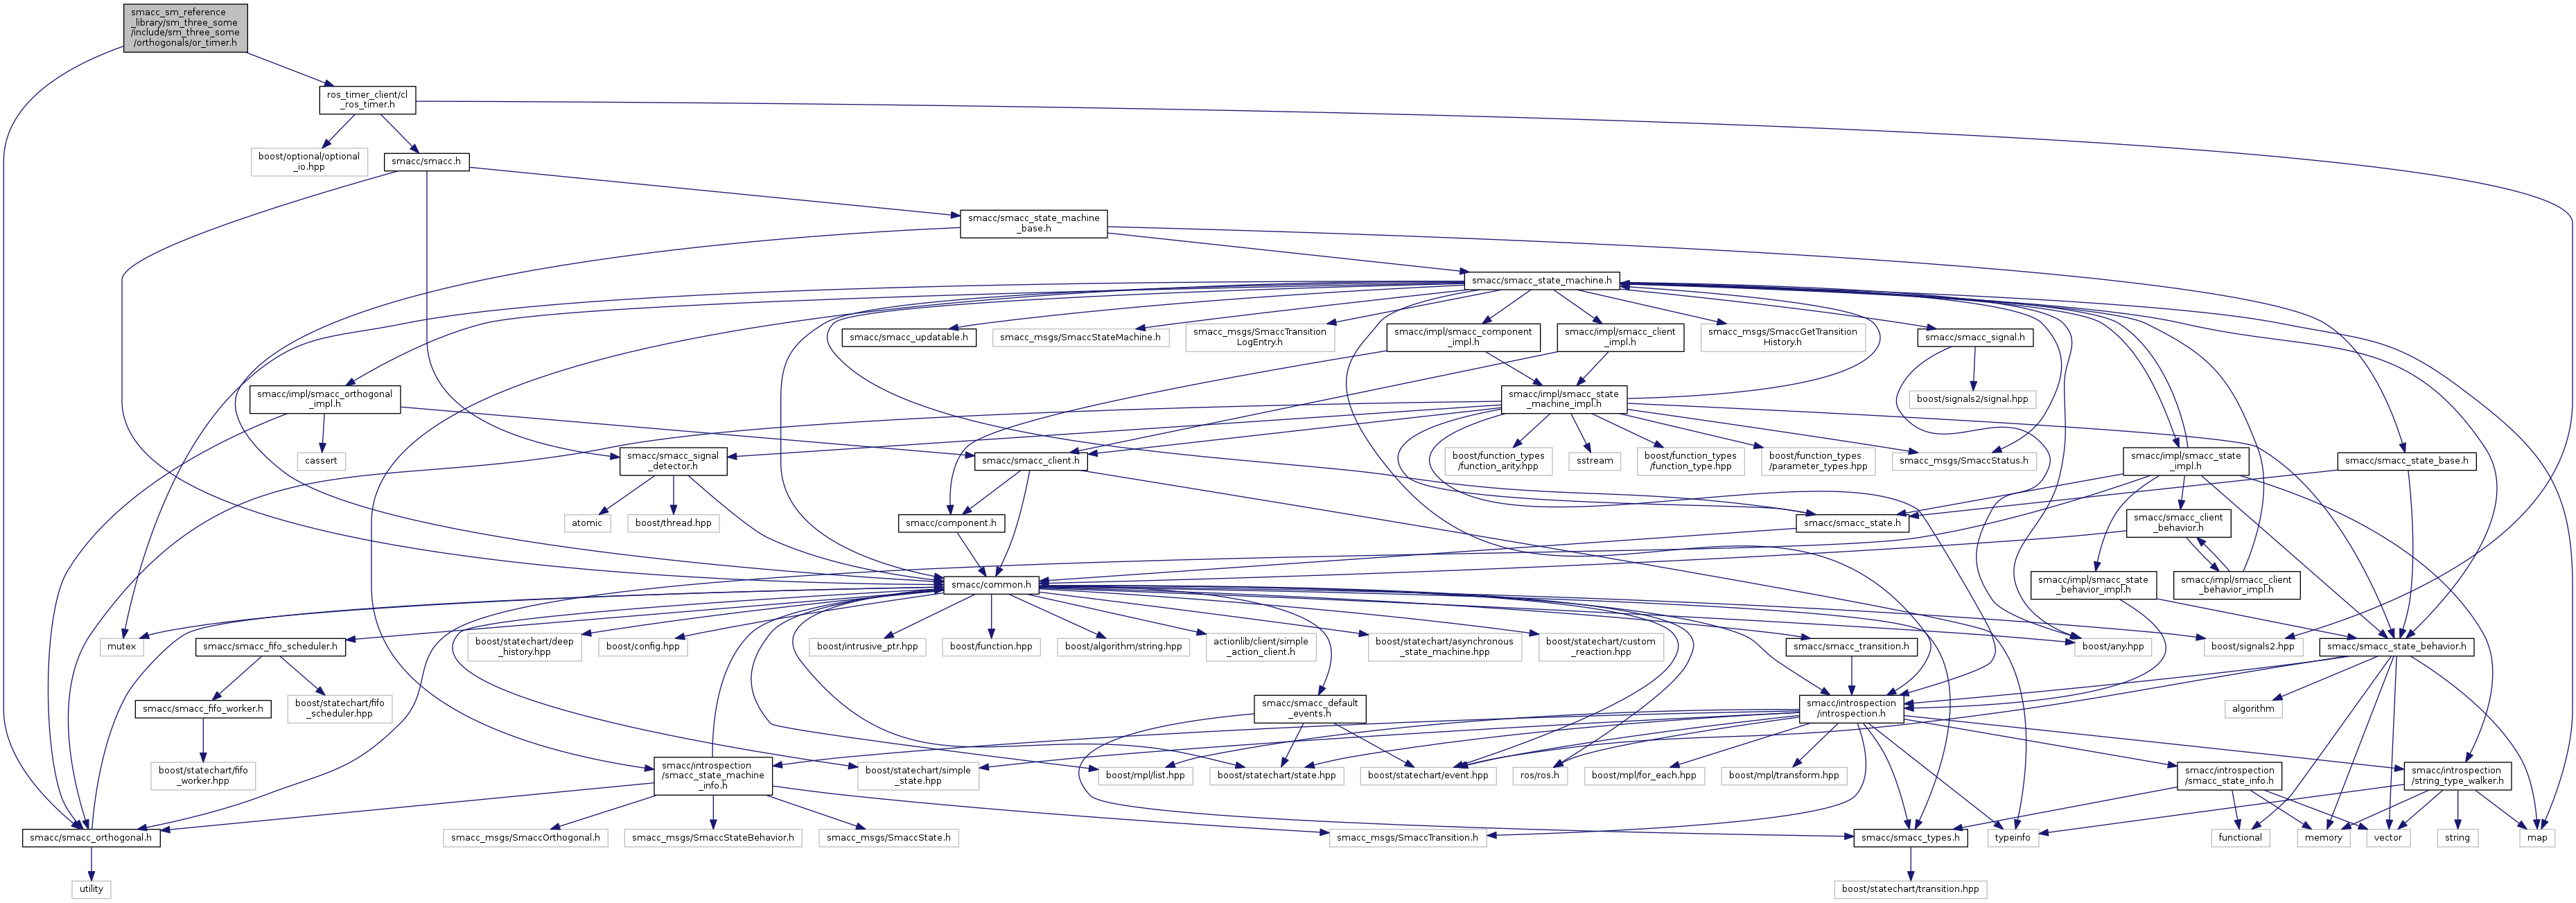 smacc_sm_reference
_library/sm_three_some
/include/sm_three_some
/orthogonals/or_timer.h
ros_timer_client/cl
_ros_timer.h
boost/optional/optional
_io.hpp
smacc/smacc.h
smacc/smacc_state_machine
_base.h
smacc/smacc_state_machine.h
smacc/smacc_updatable.h
smacc_msgs/SmaccStateMachine.h
smacc_msgs/SmaccTransition
LogEntry.h
smacc/impl/smacc_component
_impl.h
smacc/impl/smacc_client
_impl.h
smacc_msgs/SmaccGetTransition
History.h
smacc/smacc_signal.h
smacc/impl/smacc_orthogonal
_impl.h
smacc/impl/smacc_state
_machine_impl.h
boost/signals2/signal.hpp
cassert
smacc/smacc_signal
_detector.h
smacc/smacc_client.h
boost/function_types
/function_arity.hpp
sstream
boost/function_types
/function_type.hpp
boost/function_types
/parameter_types.hpp
smacc_msgs/SmaccStatus.h
smacc/impl/smacc_state
_impl.h
smacc/smacc_state_base.h
atomic
boost/thread.hpp
smacc/component.h
smacc/smacc_state.h
smacc/smacc_client
_behavior.h
smacc/common.h
smacc/impl/smacc_state
_behavior_impl.h
smacc/impl/smacc_client
_behavior_impl.h
mutex
smacc/smacc_fifo_scheduler.h
boost/statechart/deep
_history.hpp
boost/config.hpp
boost/intrusive_ptr.hpp
boost/function.hpp
boost/algorithm/string.hpp
actionlib/client/simple
_action_client.h
boost/statechart/asynchronous
_state_machine.hpp
boost/statechart/custom
_reaction.hpp
smacc/smacc_transition.h
boost/any.hpp
boost/signals2.hpp
smacc/smacc_state_behavior.h
smacc/smacc_fifo_worker.h
boost/statechart/fifo
_scheduler.hpp
smacc/smacc_default
_events.h
smacc/introspection
/introspection.h
algorithm
boost/statechart/fifo
_worker.hpp
smacc/introspection
/smacc_state_machine
_info.h
boost/statechart/simple
_state.hpp
boost/mpl/list.hpp
boost/statechart/state.hpp
boost/statechart/event.hpp
ros/ros.h
boost/mpl/for_each.hpp
boost/mpl/transform.hpp
smacc/introspection
/smacc_state_info.h
smacc/introspection
/string_type_walker.h
smacc/smacc_orthogonal.h
smacc_msgs/SmaccOrthogonal.h
smacc_msgs/SmaccStateBehavior.h
smacc_msgs/SmaccState.h
smacc_msgs/SmaccTransition.h
smacc/smacc_types.h
typeinfo
functional
memory
vector
string
map
utility
boost/statechart/transition.hpp